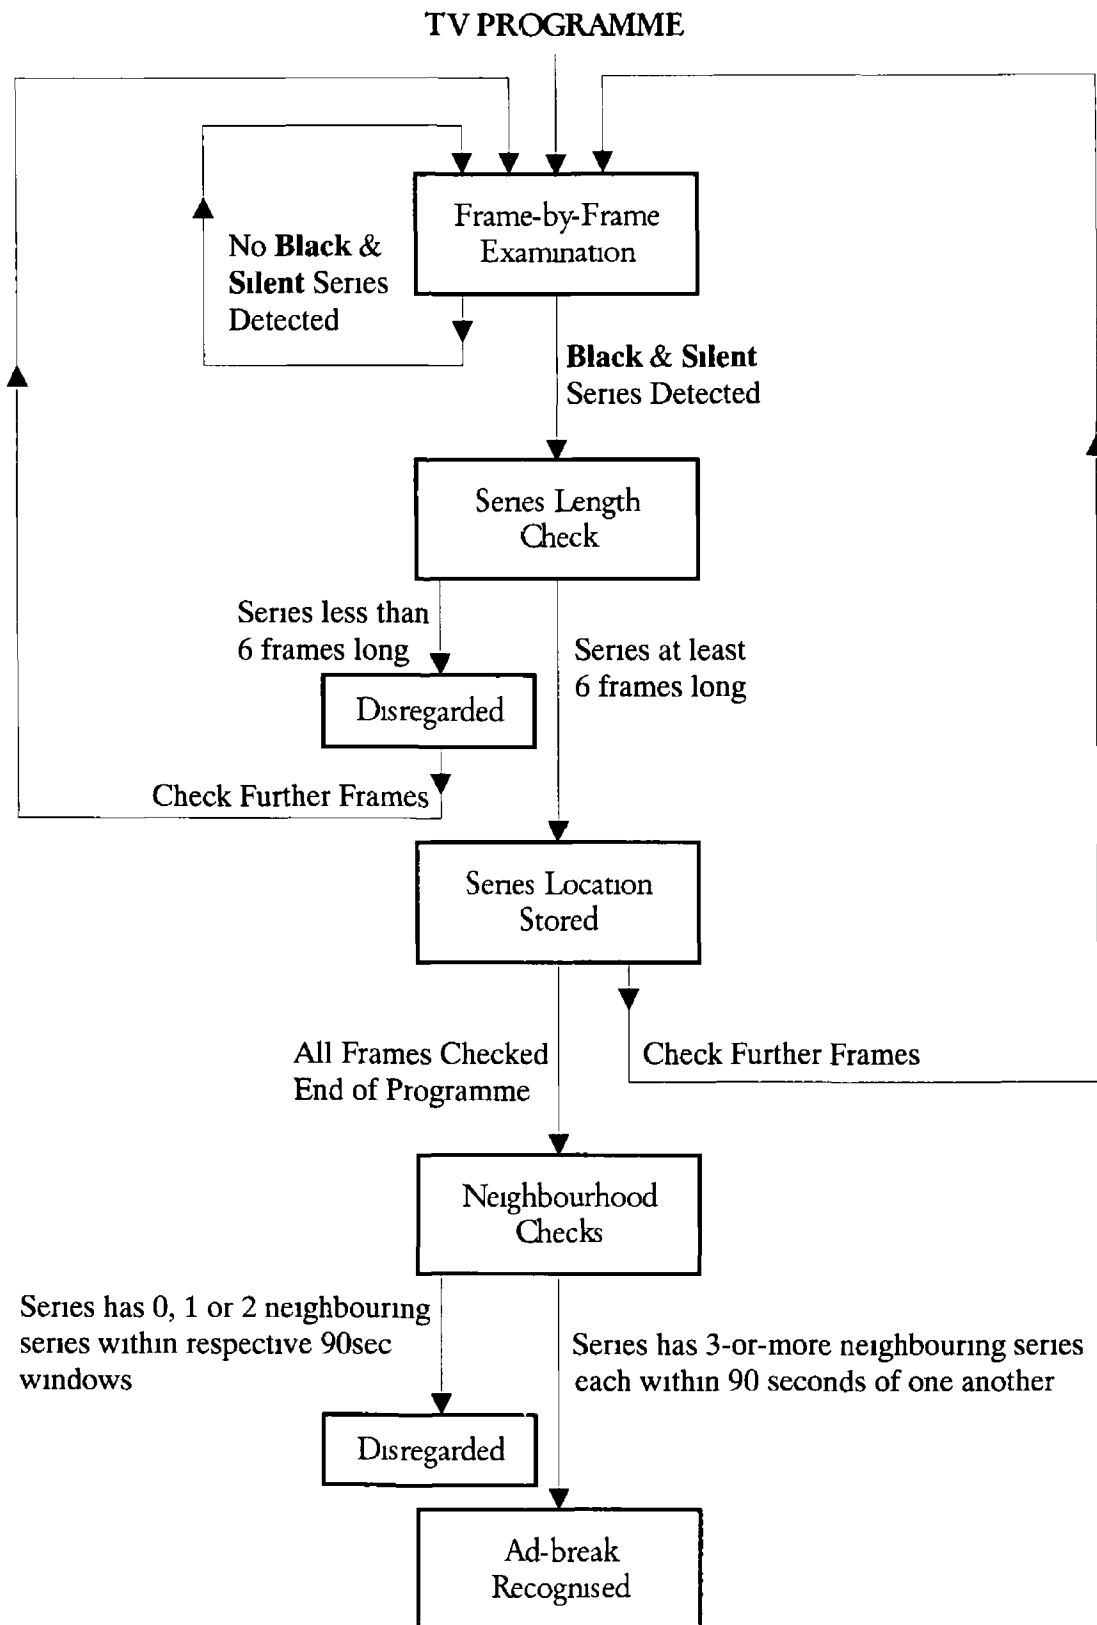 TV PROGRAMME
Frame-by-Frame
Examination
No Black &
Silent Series
Detected
Black & Silent
Series Detected
Series Length
Check
Series less than
6 frames long
Series at least
6 frames long
Disregarded
Check Further Frames
Series Location
Stored
All Frames Checked
End of Programme
Check Further Frames
Neighbourhood
Checks
Series has 0, 1 or 2 neighbouring
series within respective 90sec
windows
Series has 3-or-more neighbouring series
each within 90 seconds of one another
Disregarded
Ad-break
Recognised